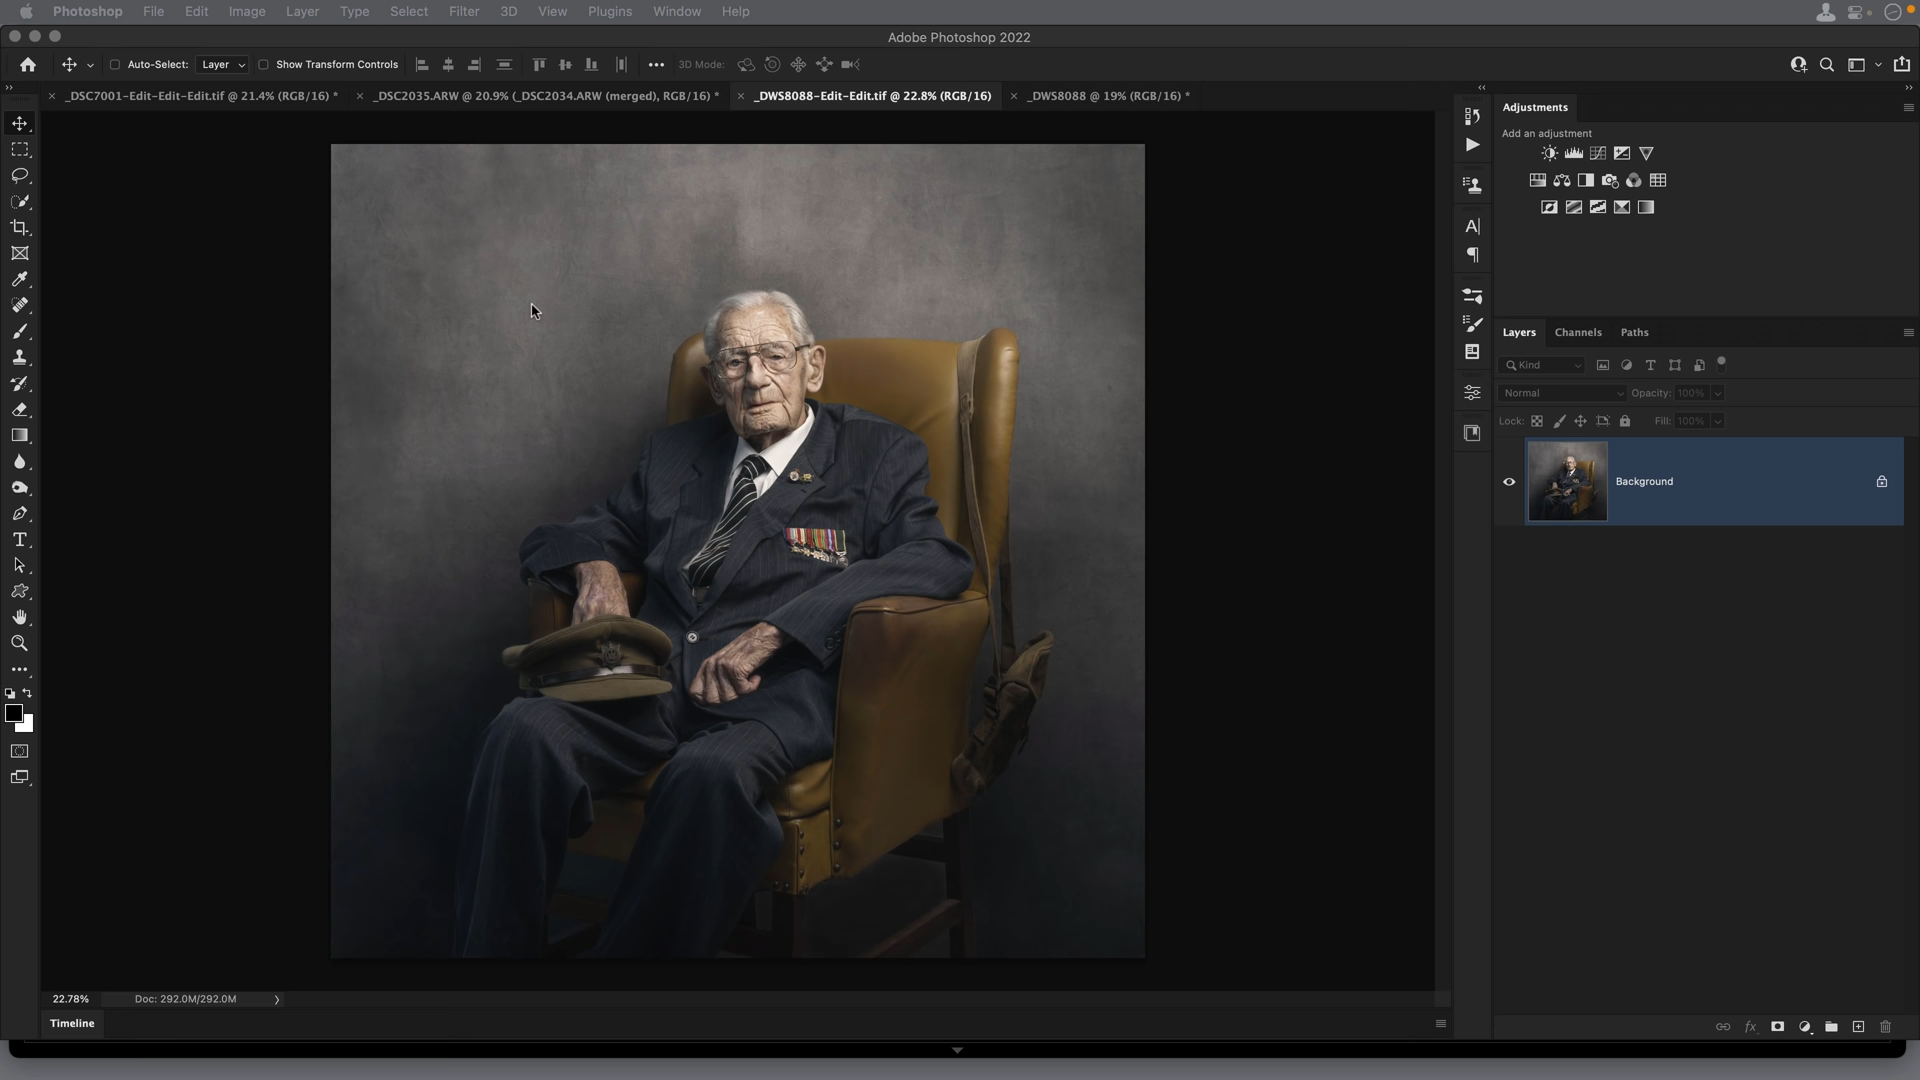 Photoshop File Edit Image Layer Type Select Filter 3D View Plugins Window Help
Adobe Photoshop 2022
Auto-Select: Layer Show Transform Controls 3D Mode:
_DSC7001-Edit-Edit-Edit.tif @ 21.4% (RGB/16) * _DSC2035.ARW @ 20.9% (_DSC2034.ARW (merged), RGB/16) * _DWS8088-Edit-Edit.tif @ 22.8% (RGB/16) _DWS8088 @ 19% (RGB/16) *
Adjustments
Add an adjustment
Layers Channels Paths
Kind
Normal Opacity: 100%
Lock: Fill: 100%
Background
22.78% Doc: 292.0M/292.0M
Timeline